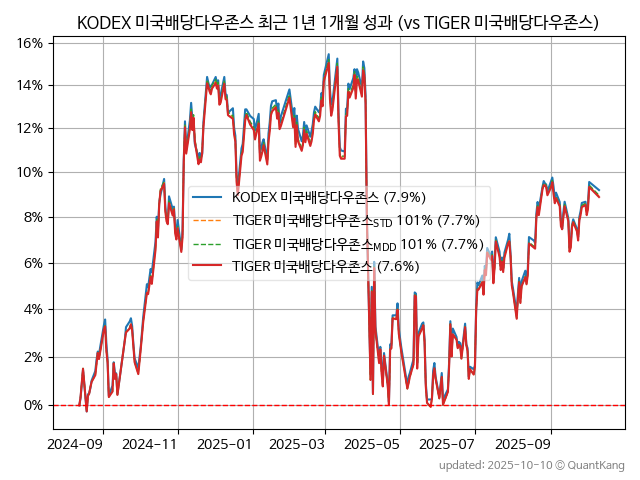 KODEX 미국배당다우존스 최근 1년 1개월 성과 (vs TIGER 미국배당다우존스)
16%
14%
12%
10%
8%
6%
4%
2%
0%
KODEX 미국배당다우존스 (7.9%)
TIGER 미국배당다우존스STD 101% (7.7%)
TIGER 미국배당다우존스MDD 101% (7.7%)
TIGER 미국배당다우존스 (7.6%)
2024-09 2024-11 2025-01 2025-03 2025-05 2025-07 2025-09
updated: 2025-10-10 © QuantKang